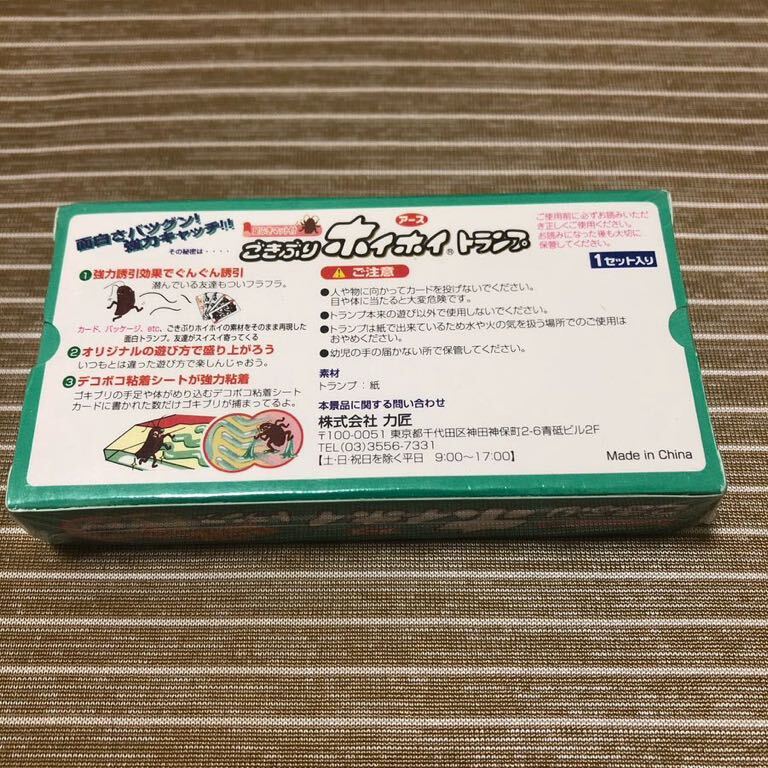 面白さバツグン!
強力キャッチ!!!
その秘密は・・・・
アース
ごきぶりホイホイ®トランプ
ご使用前に必ずお読みいただ
き正しくご使用ください。
お読みになった後も大切に
保管してください。
1セット入り
1 強力誘引効果でぐんぐん誘引
潜んでいる友達もついフラフラ。
カード、パッケージ、etc、ごきぶりホイホイの素材をそのまま再現した
面白トランプ。友達がスイスイ寄ってくる
2 オリジナルの遊び方で盛り上がろう
いつもとは違った遊び方で楽しんじゃおう。
3 デコボコ粘着シートが強力粘着
ゴキブリの手足や体がめり込むデコボコ粘着シート
カードに書かれた数だけゴキブリが捕まってるよ。
ご注意
●人や物に向かってカードを投げないでください。
目や体に当たると大変危険です。
●トランプ本来の遊び以外で使用しないでください。
●トランプは紙で出来ているため水や火の気を扱う場所でのご使用は
おやめください。
●幼児の手の届かない所で保管してください。
素材
トランプ：紙
本景品に関する問い合わせ
株式会社 力匠
〒100-0051 東京都千代田区神田神保町2-6青砥ビル2F
TEL(03)3556-7331
【土・日・祝日を除く平日 9:00〜17:00】
Made in China